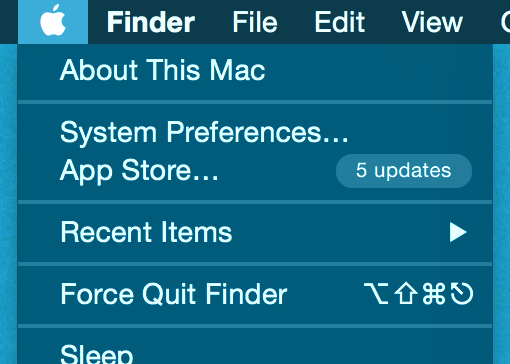 Finder File Edit View
About This Mac
System Preferences...
App Store... 5 updates
Recent Items ▶
Force Quit Finder ⌥⇧⌘⎋
Sleep